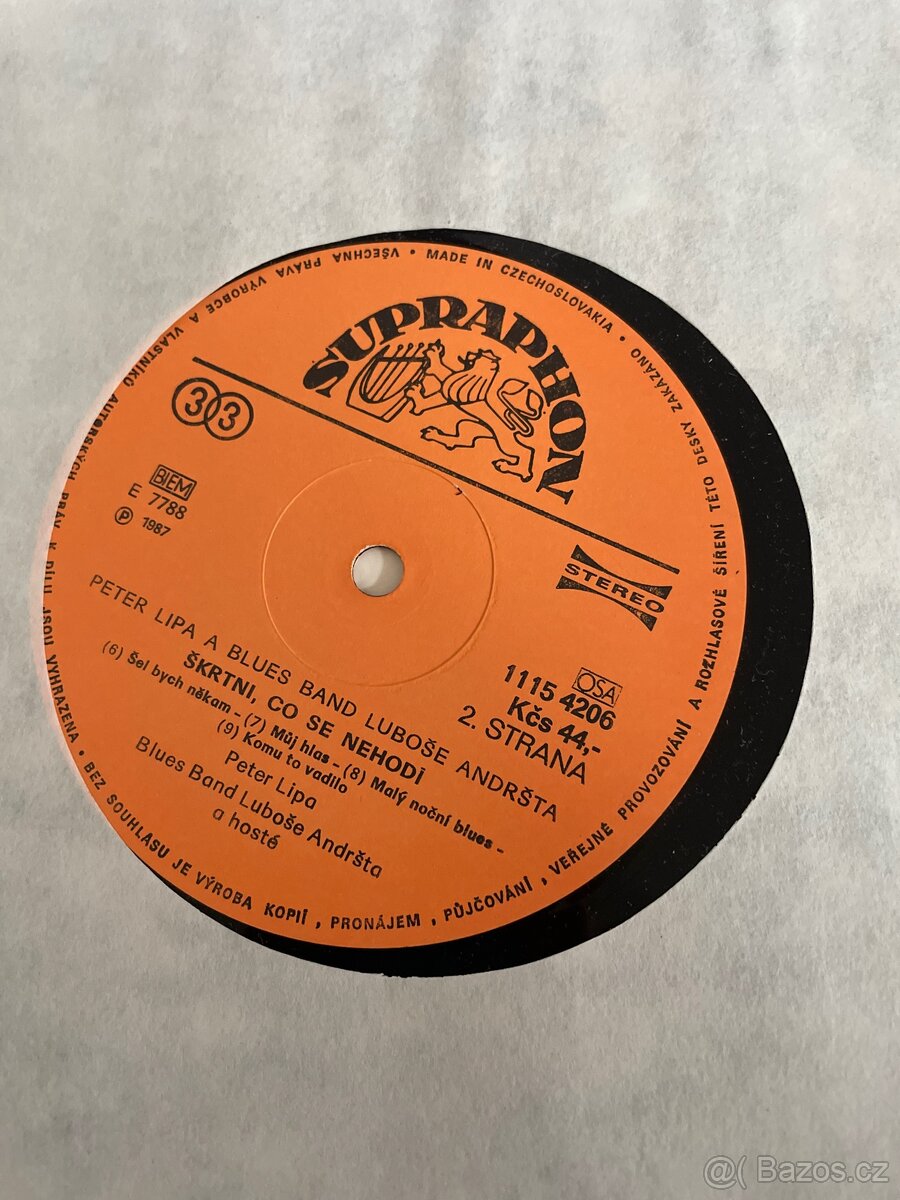 VŠECHNA PRÁVA VÝROBCE A VLASTNÍKŮ AUTORSKÝCH PRÁV K DÍLU JSOU VYHRAZENA • BEZ SOUHLASU JE VÝROBA KOPIÍ, PRONÁJEM, PŮJČOVÁNÍ, VEŘEJNÉ PROVOZOVÁNÍ A ROZHLASOVÉ ŠÍŘENÍ TÉTO DESKY ZAKÁZÁNO • MADE IN CZECHOSLOVAKIA •
SUPRAPHON
33
BIEM
E 7788
Ⓟ 1987
STEREO
OSA
1115 4206
Kčs 44,-
2. STRANA
PETER LIPA A BLUES BAND LUBOŠE ANDRŠTA
ŠKRTNI, CO SE NEHODÍ
(6) Šel bych někam – (7) Můj hlas – (8) Malý noční blues –
(9) Komu to vadilo
Peter Lipa
Blues Band Luboše Andršta
a hosté
@( Bazos.cz